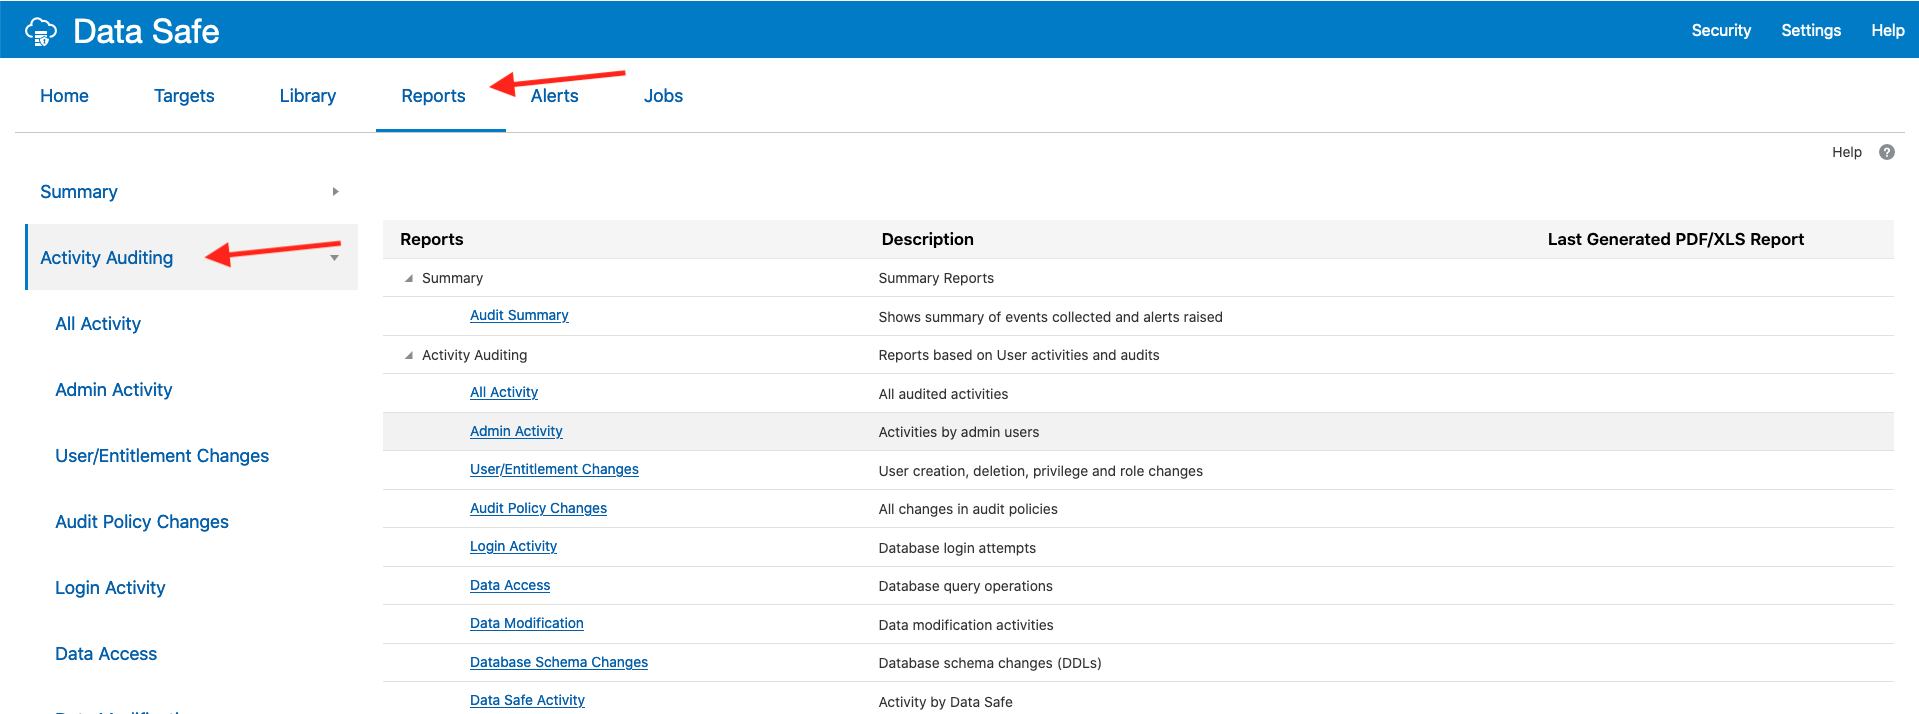 Data Safe
Security Settings Help
Home Targets Library Reports Alerts Jobs
Help
Summary
Activity Auditing
All Activity
Admin Activity
User/Entitlement Changes
Audit Policy Changes
Login Activity
Data Access
Reports Description Last Generated PDF/XLS Report
Summary Summary Reports
Audit Summary Shows summary of events collected and alerts raised
Activity Auditing Reports based on User activities and audits
All Activity All audited activities
Admin Activity Activities by admin users
User/Entitlement Changes User creation, deletion, privilege and role changes
Audit Policy Changes All changes in audit policies
Login Activity Database login attempts
Data Access Database query operations
Data Modification Data modification activities
Database Schema Changes Database schema changes (DDLs)
Data Safe Activity Activity by Data Safe